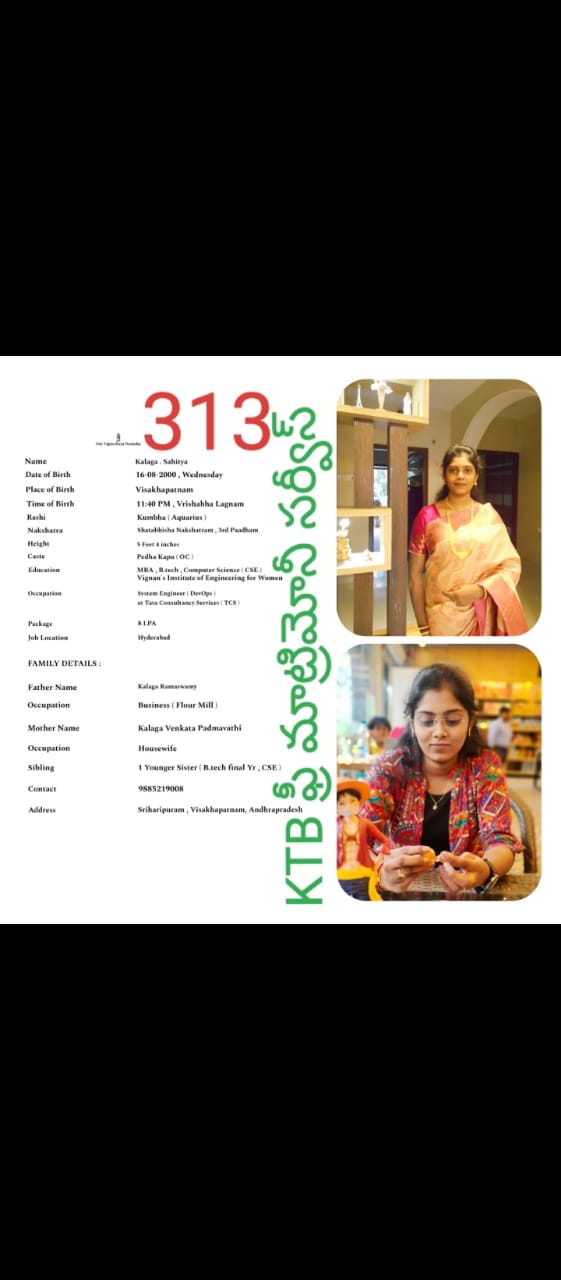 313
Name Kalaga . Sahitya
Date of Birth 16-08-2000 , Wednesday
Place of Birth Visakhapatnam
Time of Birth 11:40 PM , Vrishabha Lagnam
Rashi Kumbha ( Aquarius )
Nakshatra Shatabhisha Nakshatram , 3rd Paadham
Height 5 Feet 4 inches
Caste Pedha Kapu ( OC )
Education MBA , B.tech , Computer Science ( CSE )
Vignan's Institute of Engineering for Women
Occupation System Engineer ( DevOps )
at Tata Consultancy Services ( TCS )
Package 8 LPA
Job Location Hyderabad
FAMILY DETAILS :
Father Name Kalaga Ramaswamy
Occupation Business ( Flour Mill )
Mother Name Kalaga Venkata Padmavathi
Occupation Housewife
Sibling 1 Younger Sister ( B.tech final Yr , CSE )
Contact 9885219008
Address Sriharipuram , Visakhapatnam, Andhrapradesh
KTB ఫ్రీ మాట్రిమోనీ సర్వీస్